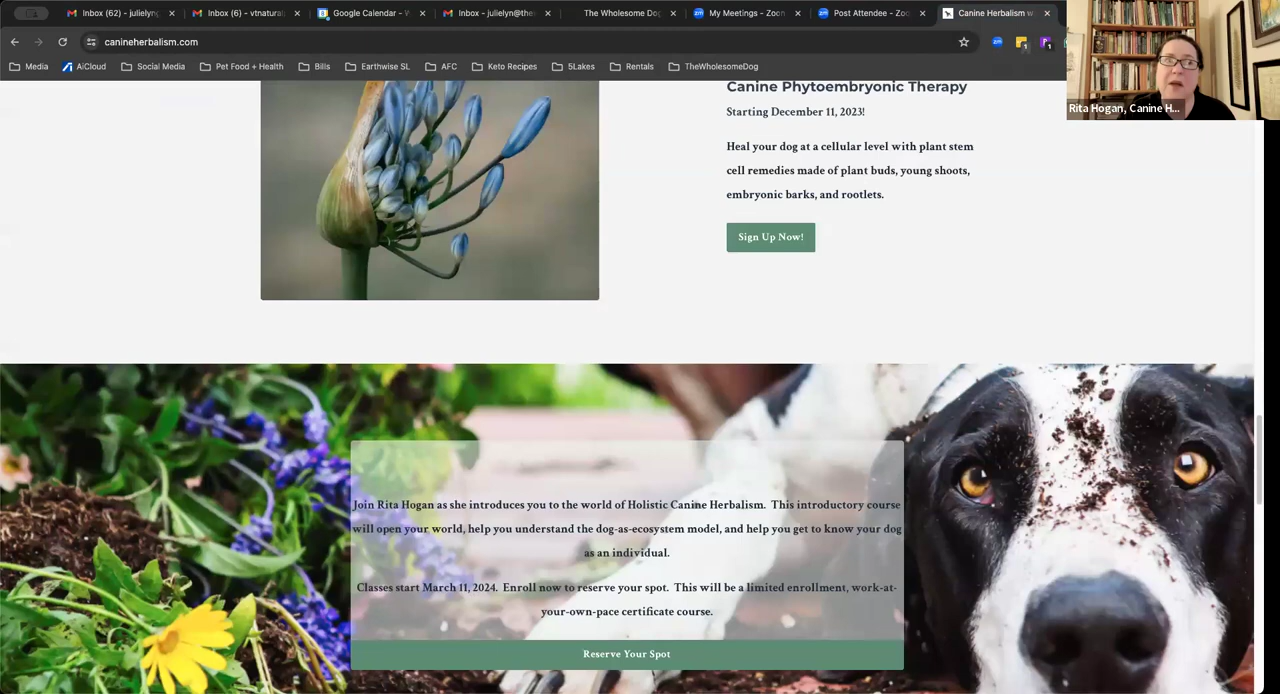 Inbox (62) - julielyn
Inbox (6) - vtnatural
Google Calendar -
Inbox - julielyn@the
The Wholesome Dog
My Meetings - Zoom
Post Attendee - Zoo
Canine Herbalism w
canineherbalism.com
Media
AiCloud
Social Media
Pet Food + Health
Bills
Earthwise SL
AFC
Keto Recipes
5Lakes
Rentals
TheWholesomeDog
Rita Hogan, Canine H...
Canine Phytoembryonic Therapy
Starting December 11, 2023!
Heal your dog at a cellular level with plant stem
cell remedies made of plant buds, young shoots,
embryonic barks, and rootlets.
Sign Up Now!
Join Rita Hogan as she introduces you to the world of Holistic Canine Herbalism. This introductory course
will open your world, help you understand the dog-as-ecosystem model, and help you get to know your dog
as an individual.
Classes start March 11, 2024. Enroll now to reserve your spot. This will be a limited enrollment, work-at-
your-own-pace certificate course.
Reserve Your Spot